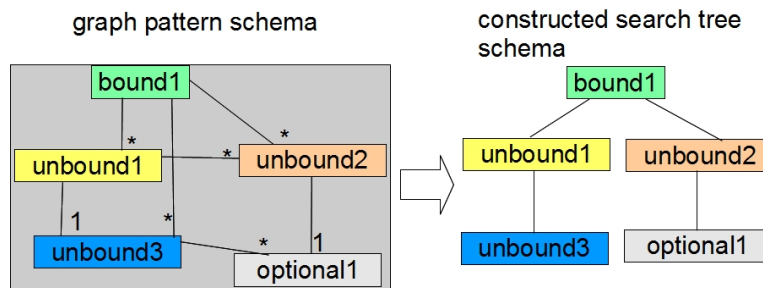 graph pattern schema
bound1
*
*
*
unbound1
*
unbound2
1
*
*
1
unbound3
optional1
constructed search tree
schema
bound1
unbound1
unbound2
unbound3
optional1